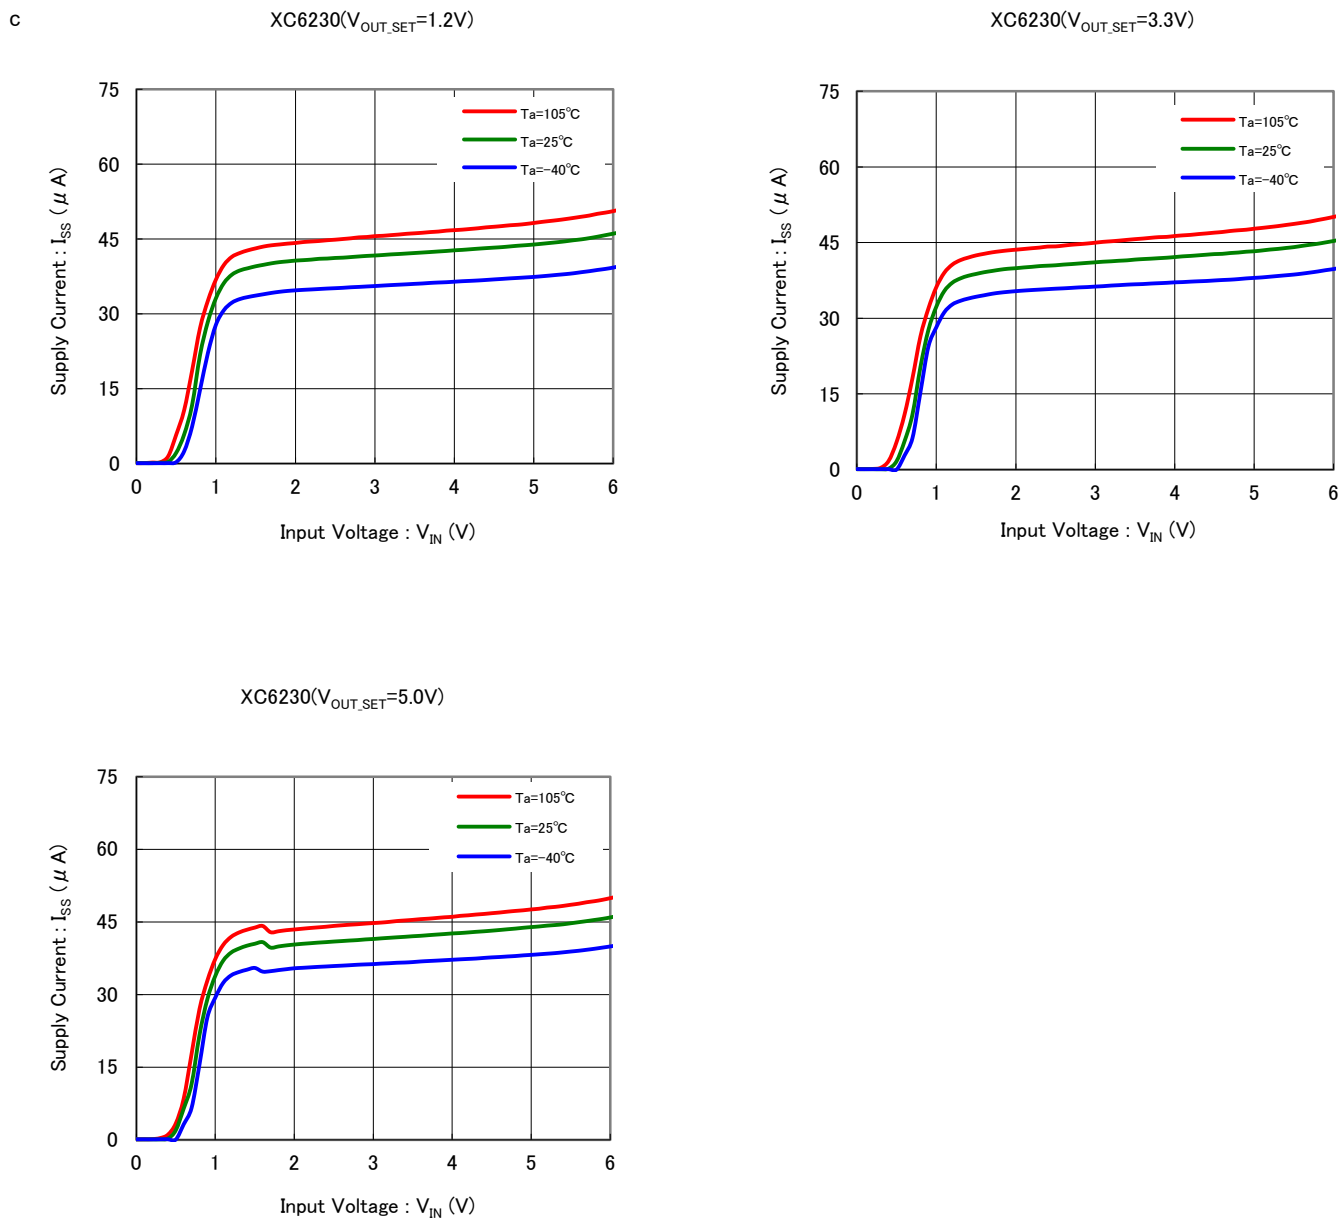 c
XC6230(VOUT_SET=1.2V)
75
60
45
30
15
0
0 1 2 3 4 5 6
Supply Current : ISS (μA)
Input Voltage : VIN (V)
Ta=105℃
Ta=25℃
Ta=-40℃
XC6230(VOUT_SET=3.3V)
75
60
45
30
15
0
0 1 2 3 4 5 6
Supply Current : ISS (μA)
Input Voltage : VIN (V)
Ta=105℃
Ta=25℃
Ta=-40℃
XC6230(VOUT_SET=5.0V)
75
60
45
30
15
0
0 1 2 3 4 5 6
Supply Current : ISS (μA)
Input Voltage : VIN (V)
Ta=105℃
Ta=25℃
Ta=-40℃